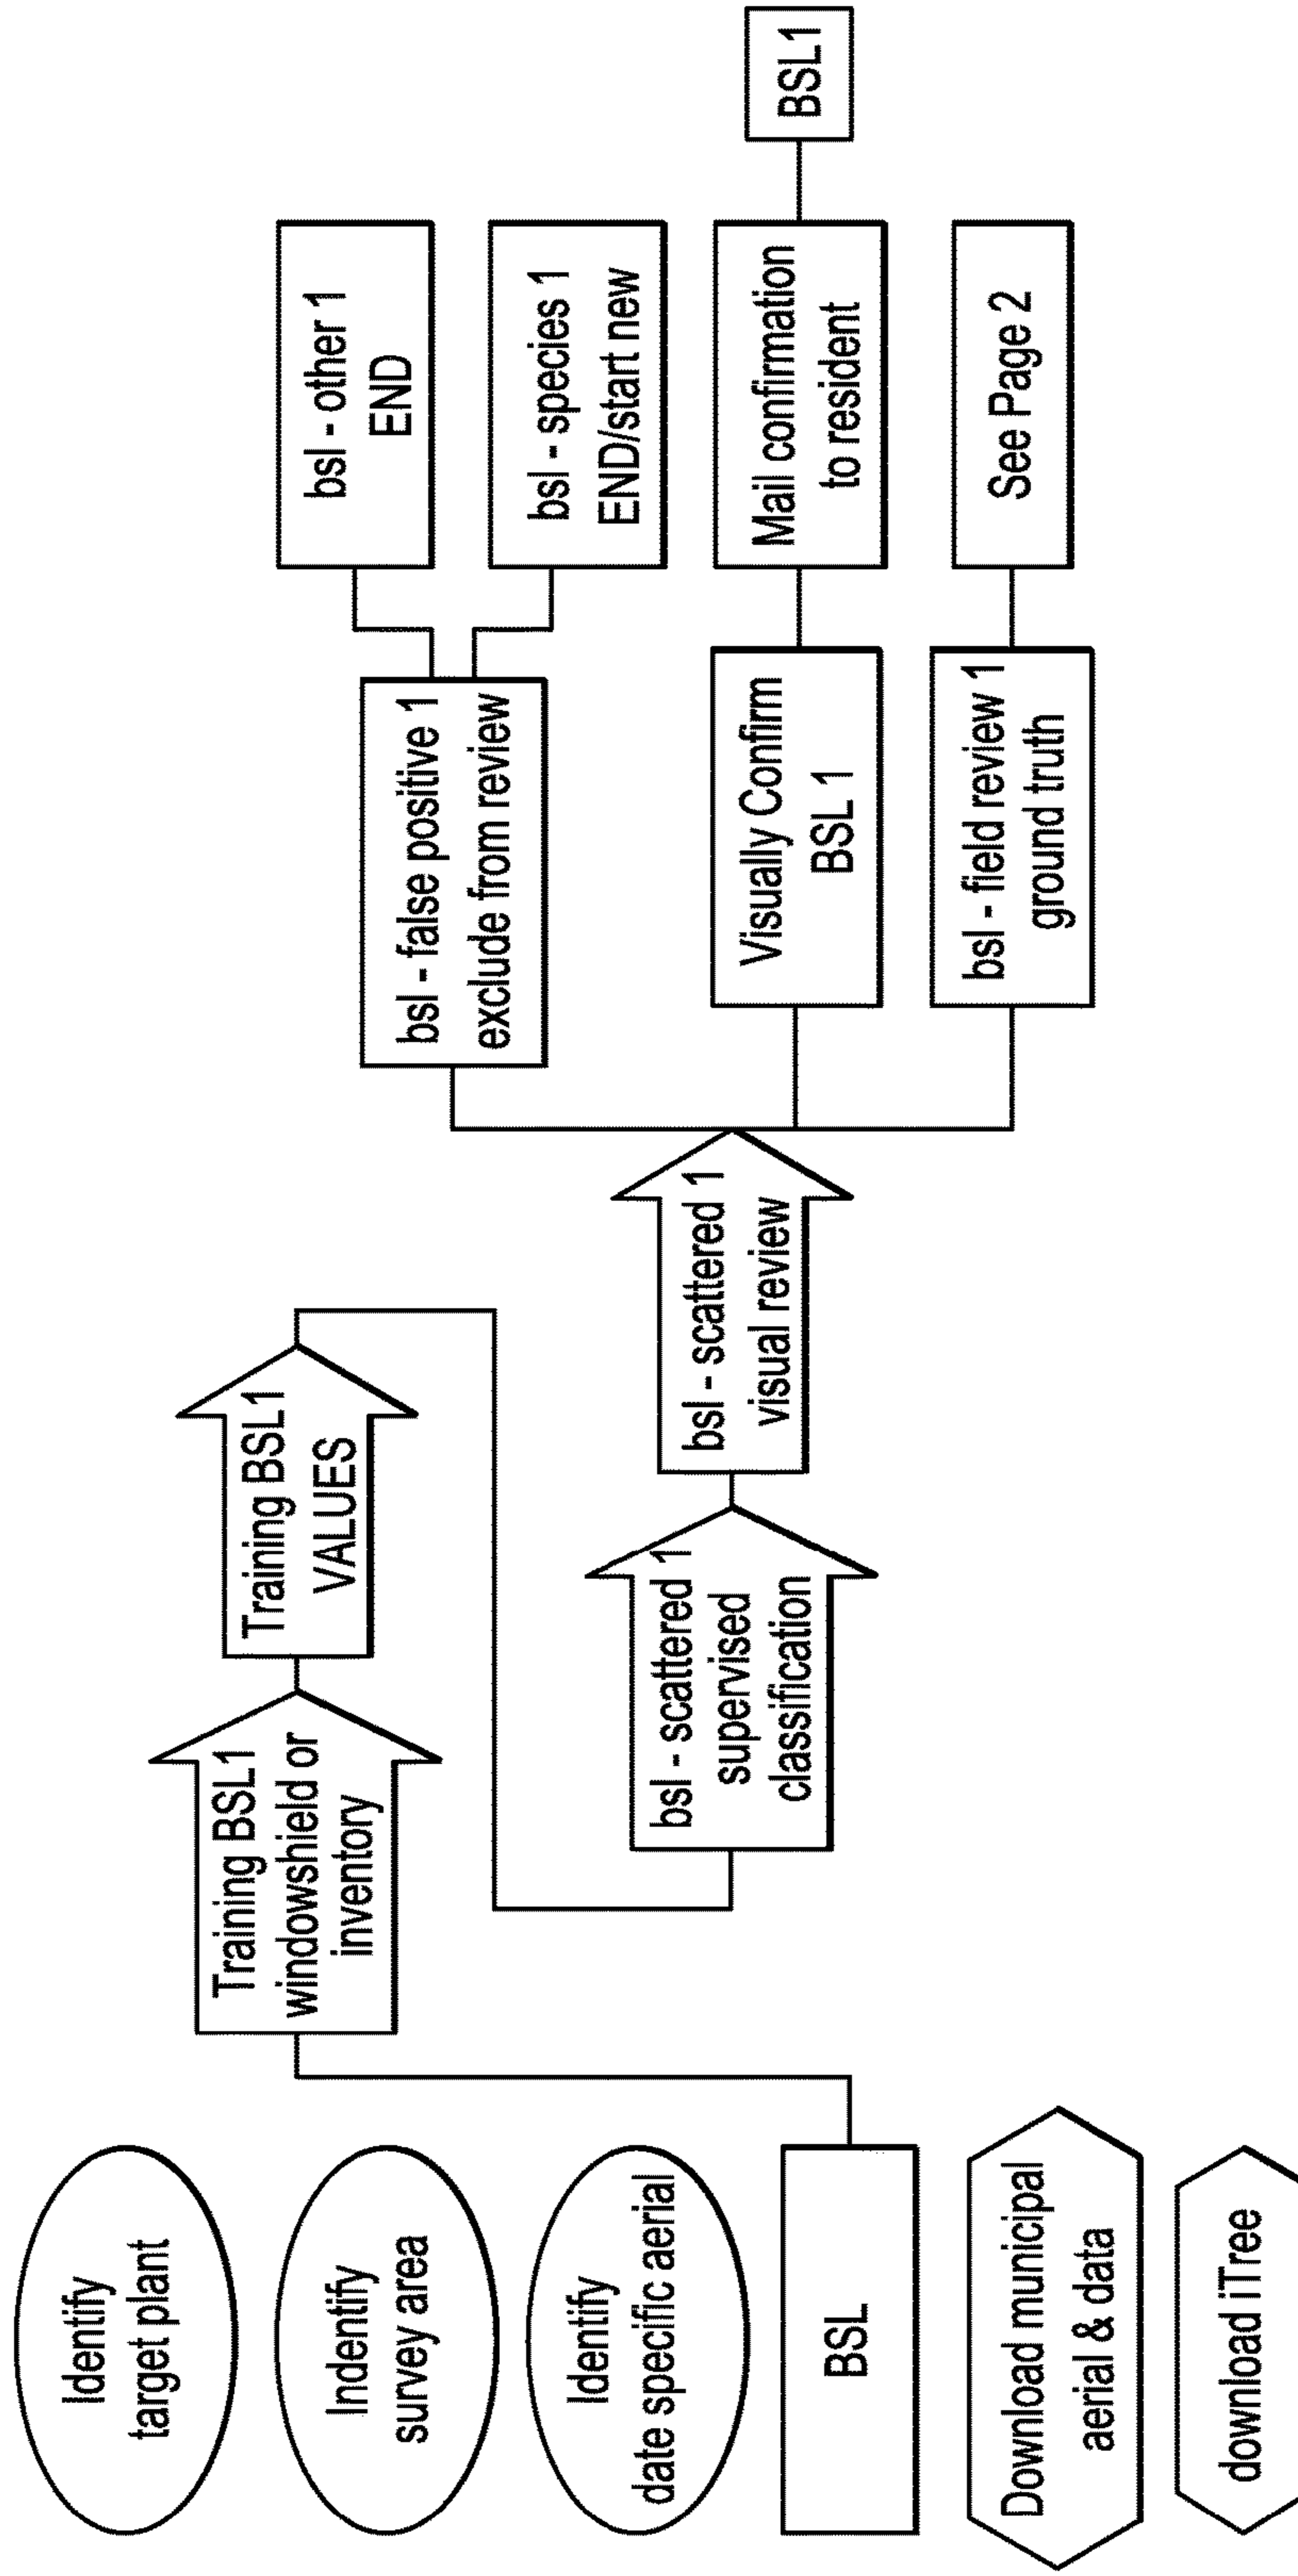 Identify
target plant
Indentify
survey area
Identify
date specific aerial
BSL
Download municipal
aerial & data
download iTree
Training BSL1
windowshield or
inventory
Training BSL1
VALUES
bsl - scattered 1
supervised
classification
bsl - scattered 1
visual review
bsl - false positive 1
exclude from review
Visually Confirm
BSL 1
bsl - field review 1
ground truth
bsl - other 1
END
bsl - species 1
END/start new
Mail confirmation
to resident
See Page 2
BSL1